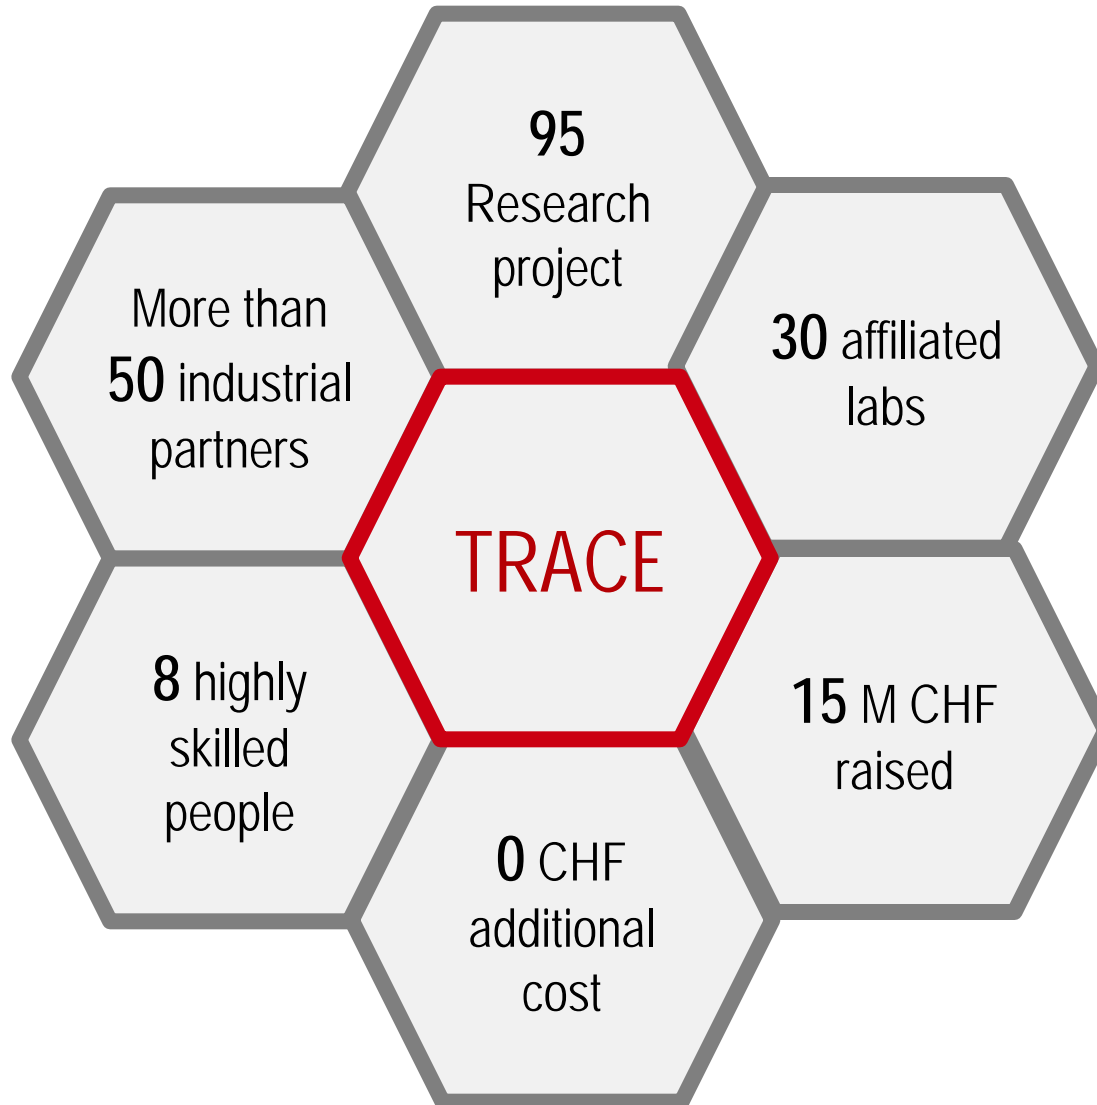 95
Research
project
More than
50 industrial
partners
30 affiliated
labs
TRACE
8 highly
skilled
people
15 M CHF
raised
0 CHF
additional
cost